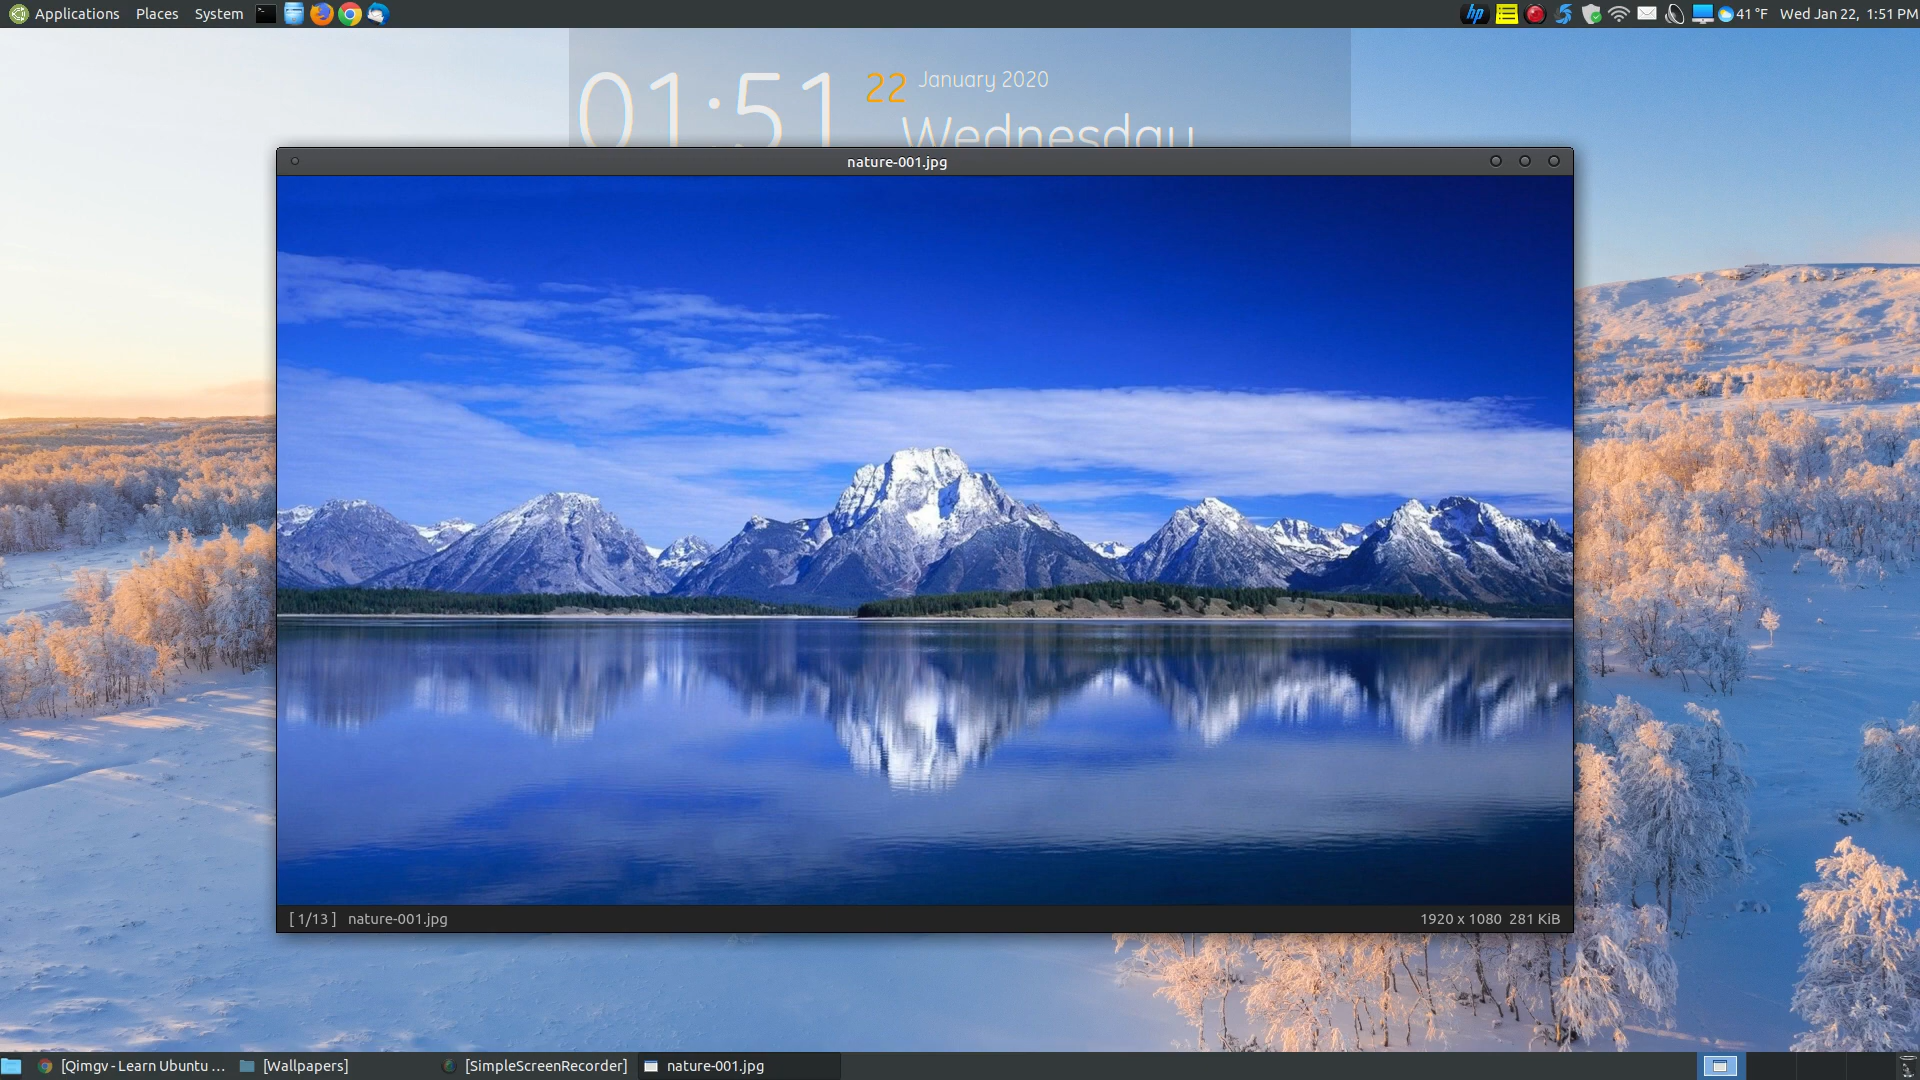 Applications Places System
hp 41 °F Wed Jan 22, 1:51 PM
01:51 22 January 2020
Wednesday
nature-001.jpg
[ 1/13 ] nature-001.jpg 1920 x 1080 281 KiB
[Qimgv - Learn Ubuntu ... [Wallpapers] [SimpleScreenRecorder] nature-001.jpg